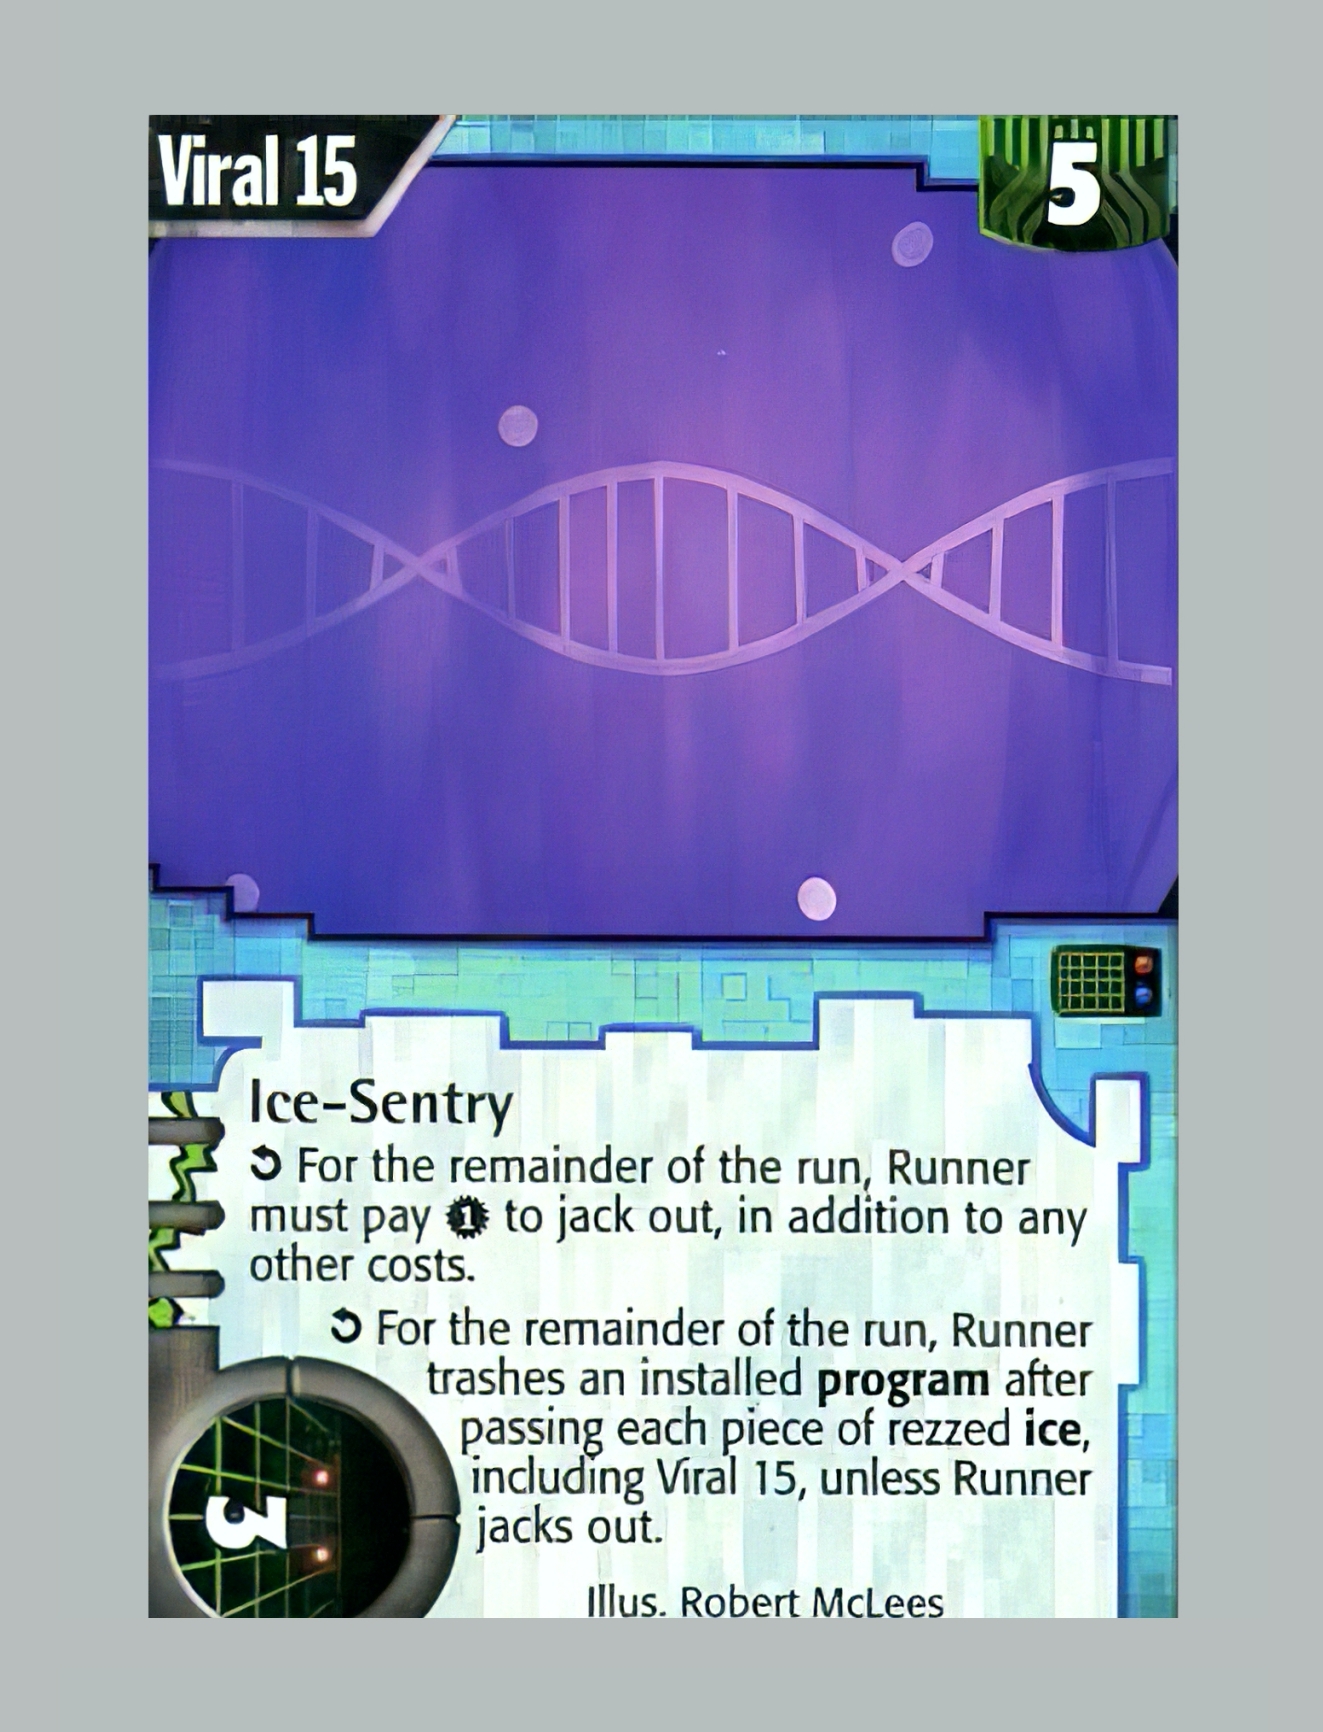 Viral 15
5
Ice-Sentry
For the remainder of the run, Runner
must pay 1 to jack out, in addition to any
other costs.
For the remainder of the run, Runner
trashes an installed program after
passing each piece of rezzed ice,
including Viral 15, unless Runner
jacks out.
3
Illus. Robert McLees